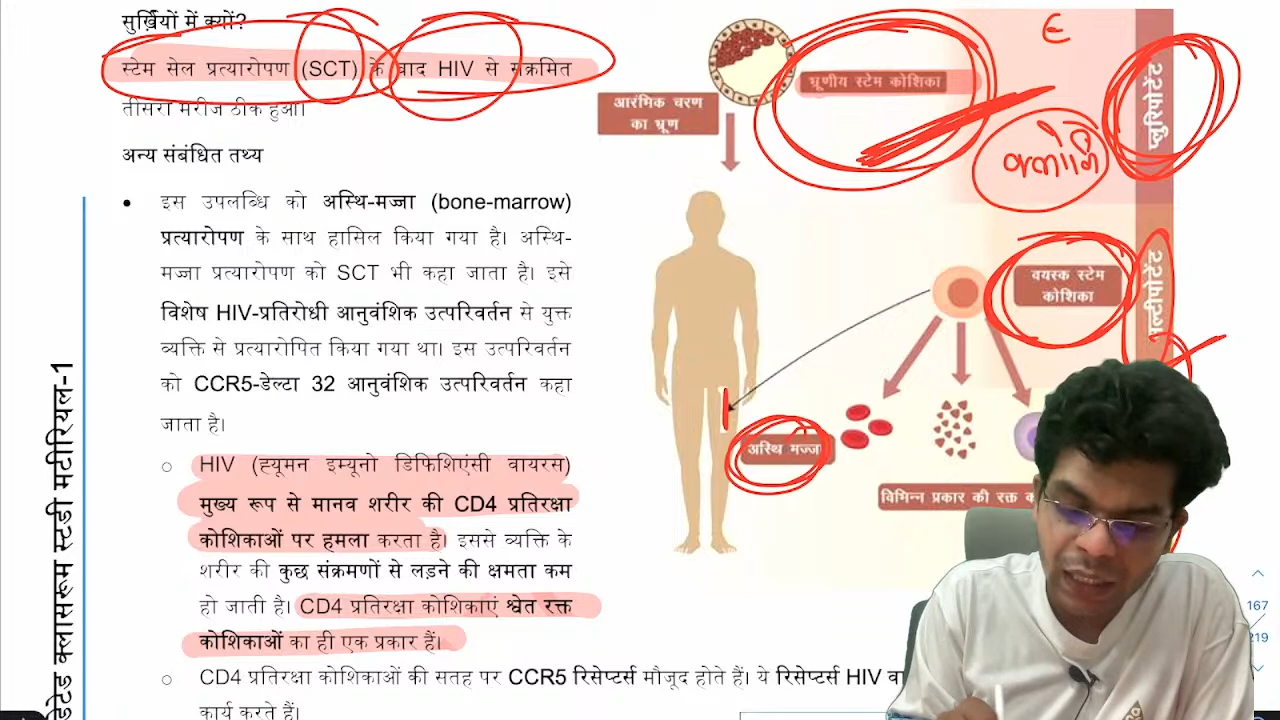 सुर्ख़ियों में क्यों?
स्टेम सेल प्रत्यारोपण (SCT) के बाद HIV से संक्रमित
तीसरा मरीज ठीक हुआ।
अन्य संबंधित तथ्य
• इस उपलब्धि को अस्थि-मज्जा (bone-marrow)
प्रत्यारोपण के साथ हासिल किया गया है। अस्थि-
मज्जा प्रत्यारोपण को SCT भी कहा जाता है। इसे
विशेष HIV-प्रतिरोधी आनुवंशिक उत्परिवर्तन से युक्त
व्यक्ति से प्रत्यारोपित किया गया था। इस उत्परिवर्तन
को CCR5-डेल्टा 32 आनुवंशिक उत्परिवर्तन कहा
जाता है।
○ HIV (ह्यूमन इम्यूनो डिफिशिएंसी वायरस)
मुख्य रूप से मानव शरीर की CD4 प्रतिरक्षा
कोशिकाओं पर हमला करता है। इससे व्यक्ति के
शरीर की कुछ संक्रमणों से लड़ने की क्षमता कम
हो जाती है। CD4 प्रतिरक्षा कोशिकाएं श्वेत रक्त
कोशिकाओं का ही एक प्रकार हैं।
○ CD4 प्रतिरक्षा कोशिकाओं की सतह पर CCR5 रिसेप्टर्स मौजूद होते हैं। ये रिसेप्टर्स HIV
कार्य करते हैं।
भ्रूणीय स्टेम कोशिका
आरंभिक चरण
का भ्रूण
प्लुरिपोटेंट
वयस्क स्टेम
कोशिका
मल्टीपोटेंट
अस्थि मज्जा
विभिन्न प्रकार की रक्त
क्लासरूम स्टडी मटीरियल-1
167
219